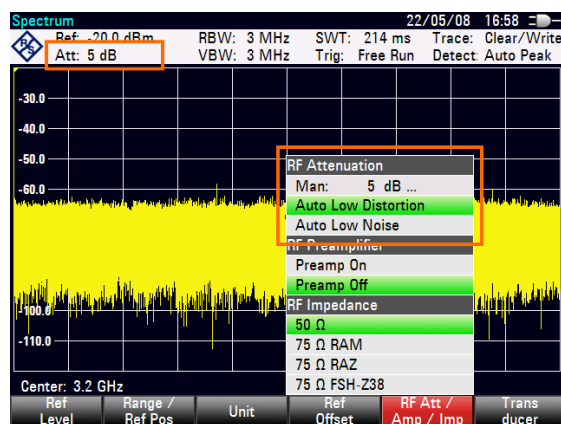 Spectrum 22/05/08 16:58
Ref: -20.0 dBm RBW: 3 MHz SWT: 214 ms Trace: Clear/Write
Att: 5 dB VBW: 3 MHz Trig: Free Run Detect: Auto Peak
-30.0
-40.0
-50.0
-60.0
-100.0
-110.0
RF Attenuation
Man: 5 dB ...
Auto Low Distortion
Auto Low Noise
RF Preamplifier
Preamp On
Preamp Off
RF Impedance
50 Ω
75 Ω RAM
75 Ω RAZ
75 Ω FSH-Z38
Center: 3.2 GHz
Ref Level
Range / Ref Pos
Unit
Ref Offset
RF Att / Amp / Imp
Trans ducer